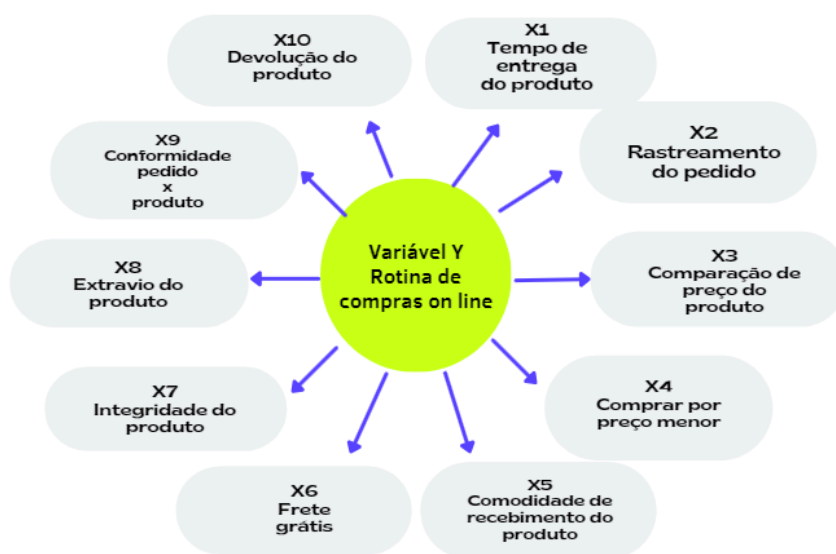 X10
Devolução do
produto
X1
Tempo de
entrega
do produto
X9
Conformidade
pedido
x
produto
X2
Rastreamento
do pedido
Variável Y
Rotina de
compras on line
X8
Extravio do
produto
X3
Comparação de
preço do
produto
X7
Integridade do
produto
X4
Comprar por
preço menor
X6
Frete
grátis
X5
Comodidade de
recebimento do
produto